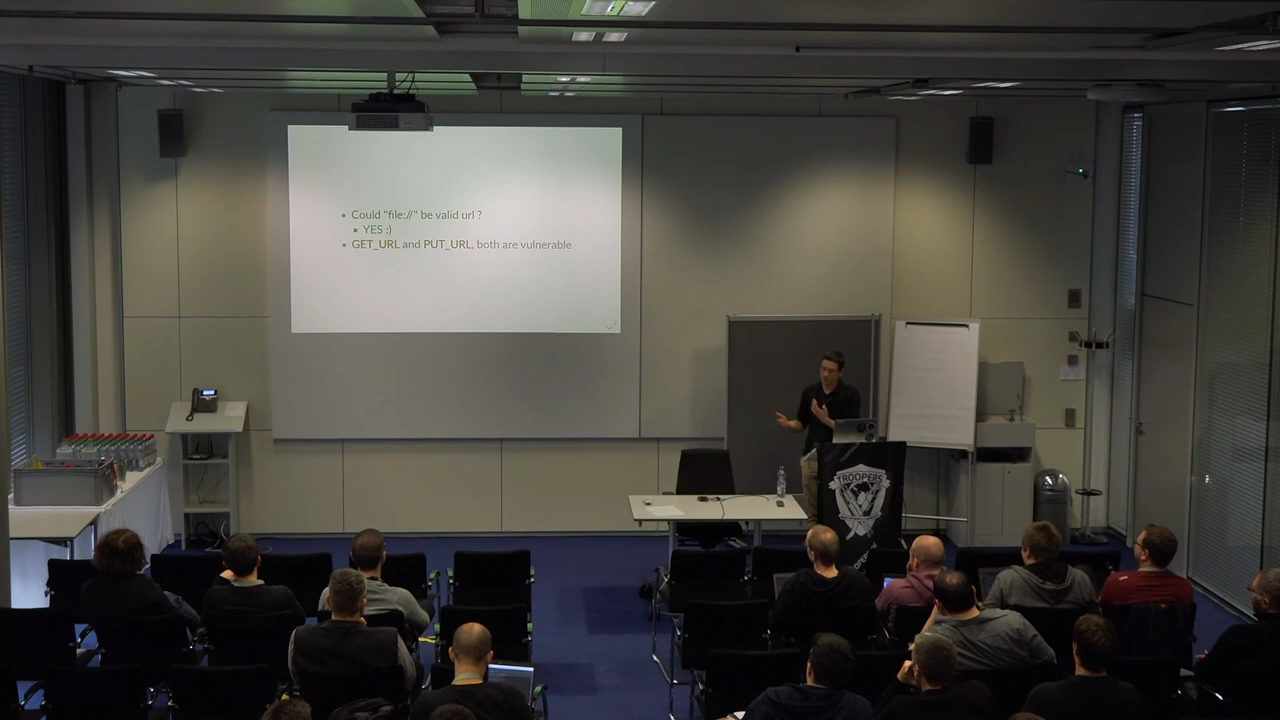 • Could "file://" be valid url ?
▪ YES :)
• GET_URL and PUT_URL, both are vulnerable
TROOPERS